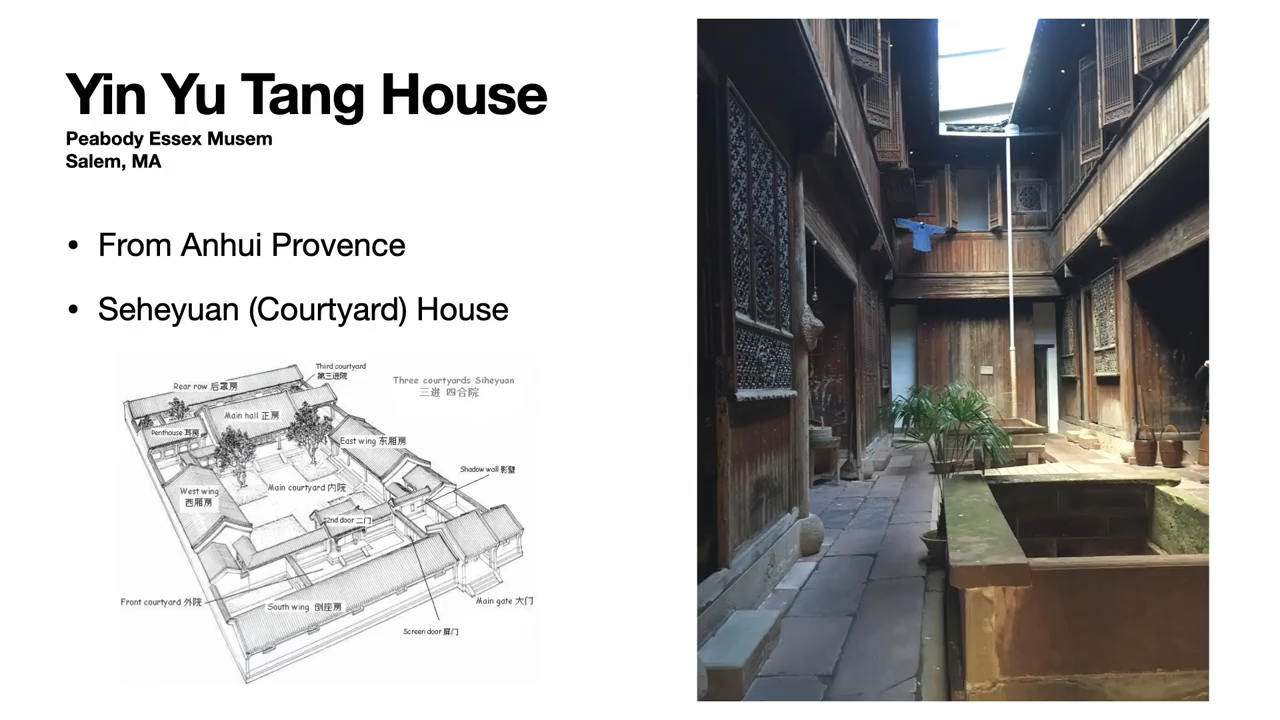 Yin Yu Tang House
Peabody Essex Musem
Salem, MA
• From Anhui Provence
• Seheyuan (Courtyard) House
Third courtyard
第三进院
Rear row 后罩房
Three courtyards Siheyuan
三进 四合院
Main hall 正房
Penthouse 耳房
East wing 东厢房
Shadow wall 影壁
West wing
西厢房
Main courtyard 内院
2nd door 二门
Front courtyard 外院
South wing 倒座房
Main gate 大门
Screen door 屏门